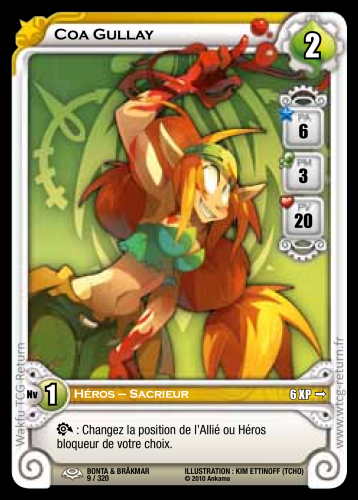 Coa Gullay
2
PA
6
PM
3
PV
20
Wakfu TCG Return
www.wtcg-return.fr
Nv 1 Héros – Sacrieur 6 XP →
: Changez la position de l'Allié ou Héros
bloqueur de votre choix.
BONTA & BRÂKMAR ILLUSTRATION : KIM ETTINOFF (TCHO)
9 / 320 © 2010 Ankama